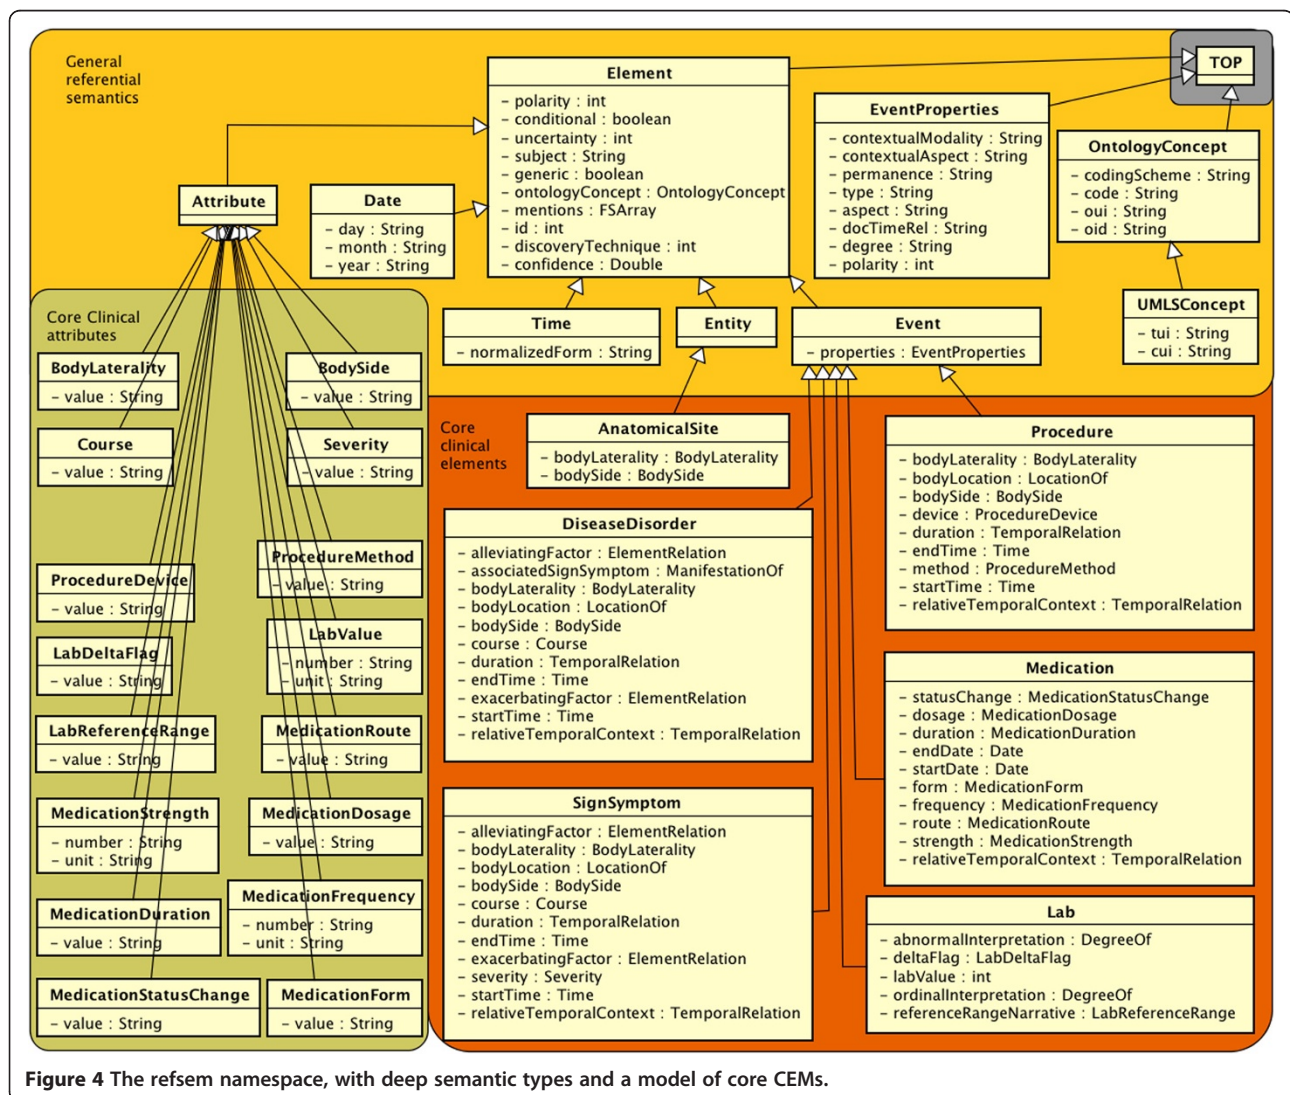 General
referential
semantics
TOP
Element
- polarity : int
- conditional : boolean
- uncertainty : int
- subject : String
- generic : boolean
- ontologyConcept : OntologyConcept
- mentions : FSArray
- id : int
- discoveryTechnique : int
- confidence : Double
EventProperties
- contextualModality : String
- contextualAspect : String
- permanence : String
- type : String
- aspect : String
- docTimeRel : String
- degree : String
- polarity : int
OntologyConcept
- codingScheme : String
- code : String
- oui : String
- oid : String
Attribute
Date
- day : String
- month : String
- year : String
UMLSConcept
- tui : String
- cui : String
Time
- normalizedForm : String
Entity
Event
- properties : EventProperties
Core Clinical
attributes
BodyLaterality
- value : String
BodySide
- value : String
Course
- value : String
Severity
- value : String
ProcedureMethod
- value : String
ProcedureDevice
- value : String
LabValue
- number : String
- unit : String
LabDeltaFlag
- value : String
LabReferenceRange
- value : String
MedicationRoute
- value : String
MedicationStrength
- number : String
- unit : String
MedicationDosage
- value : String
MedicationFrequency
- number : String
- unit : String
MedicationDuration
- value : String
MedicationStatusChange
- value : String
MedicationForm
- value : String
Core
clinical
elements
AnatomicalSite
- bodyLaterality : BodyLaterality
- bodySide : BodySide
Procedure
- bodyLaterality : BodyLaterality
- bodyLocation : LocationOf
- bodySide : BodySide
- device : ProcedureDevice
- duration : TemporalRelation
- endTime : Time
- method : ProcedureMethod
- startTime : Time
- relativeTemporalContext : TemporalRelation
DiseaseDisorder
- alleviatingFactor : ElementRelation
- associatedSignSymptom : ManifestationOf
- bodyLaterality : BodyLaterality
- bodyLocation : LocationOf
- bodySide : BodySide
- course : Course
- duration : TemporalRelation
- endTime : Time
- exacerbatingFactor : ElementRelation
- startTime : Time
- relativeTemporalContext : TemporalRelation
Medication
- statusChange : MedicationStatusChange
- dosage : MedicationDosage
- duration : MedicationDuration
- endDate : Date
- startDate : Date
- form : MedicationForm
- frequency : MedicationFrequency
- route : MedicationRoute
- strength : MedicationStrength
- relativeTemporalContext : TemporalRelation
SignSymptom
- alleviatingFactor : ElementRelation
- bodyLaterality : BodyLaterality
- bodyLocation : LocationOf
- bodySide : BodySide
- course : Course
- duration : TemporalRelation
- endTime : Time
- exacerbatingFactor : ElementRelation
- severity : Severity
- startTime : Time
- relativeTemporalContext : TemporalRelation
Lab
- abnormalInterpretation : DegreeOf
- deltaFlag : LabDeltaFlag
- labValue : int
- ordinalInterpretation : DegreeOf
- referenceRangeNarrative : LabReferenceRange
Figure 4 The refsem namespace, with deep semantic types and a model of core CEMs.